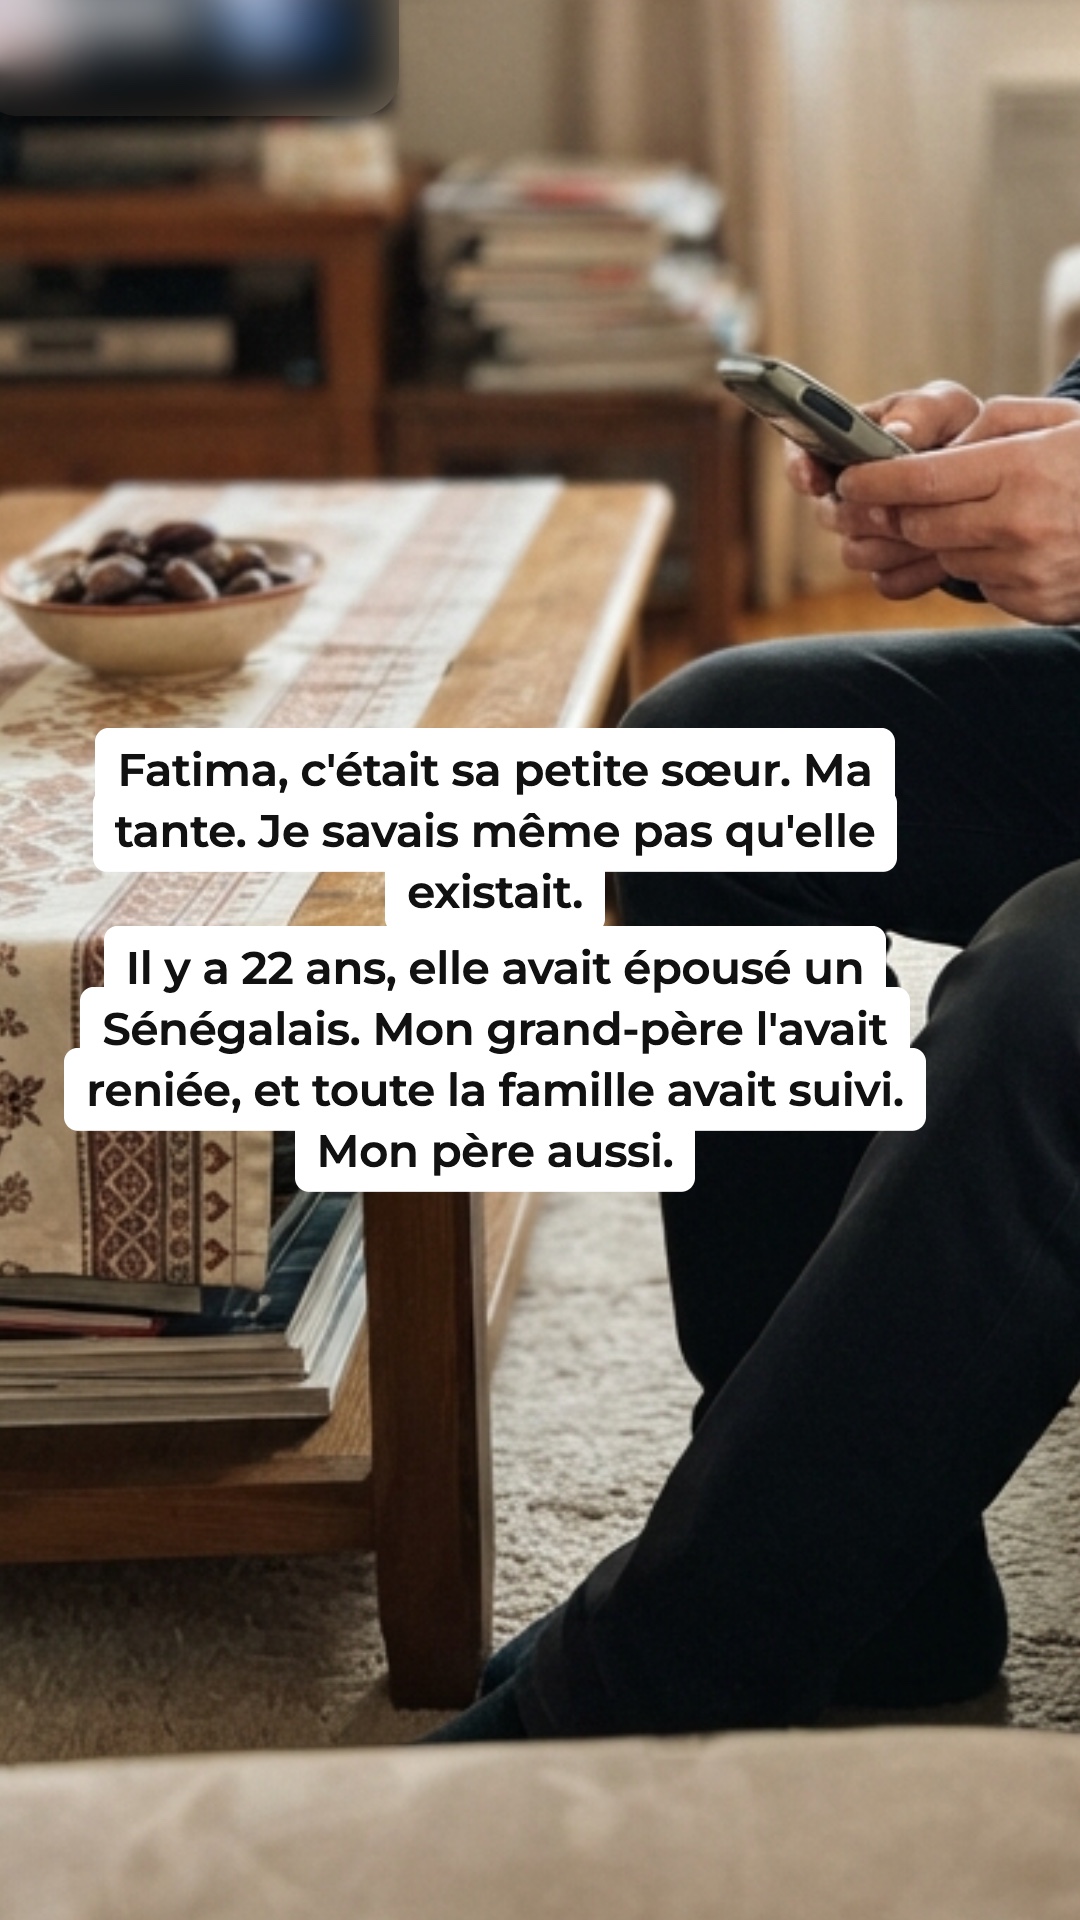 Fatima, c'était sa petite sœur. Ma
tante. Je savais même pas qu'elle
existait.
Il y a 22 ans, elle avait épousé un
Sénégalais. Mon grand-père l'avait
reniée, et toute la famille avait suivi.
Mon père aussi.